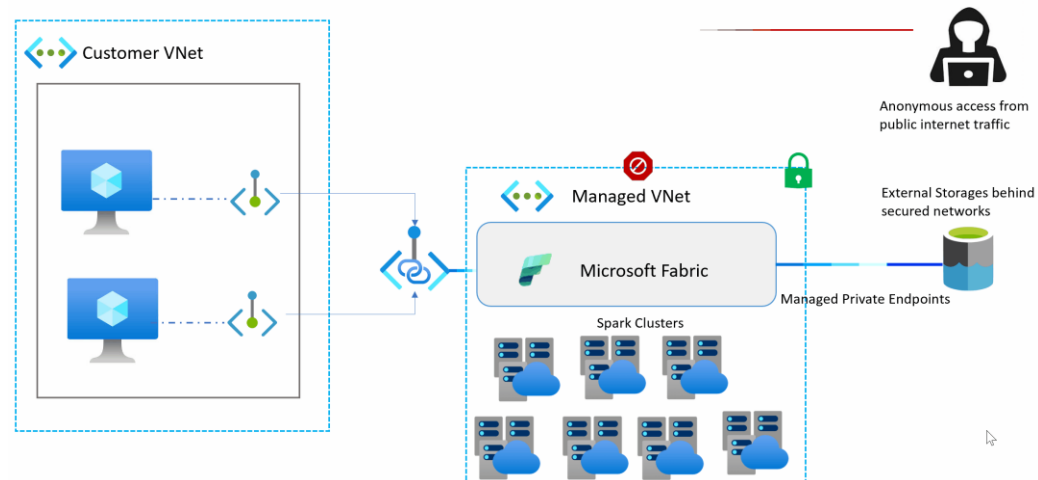 Customer VNet
Anonymous access from
public internet traffic
Managed VNet
External Storages behind
secured networks
Microsoft Fabric
Managed Private Endpoints
Spark Clusters